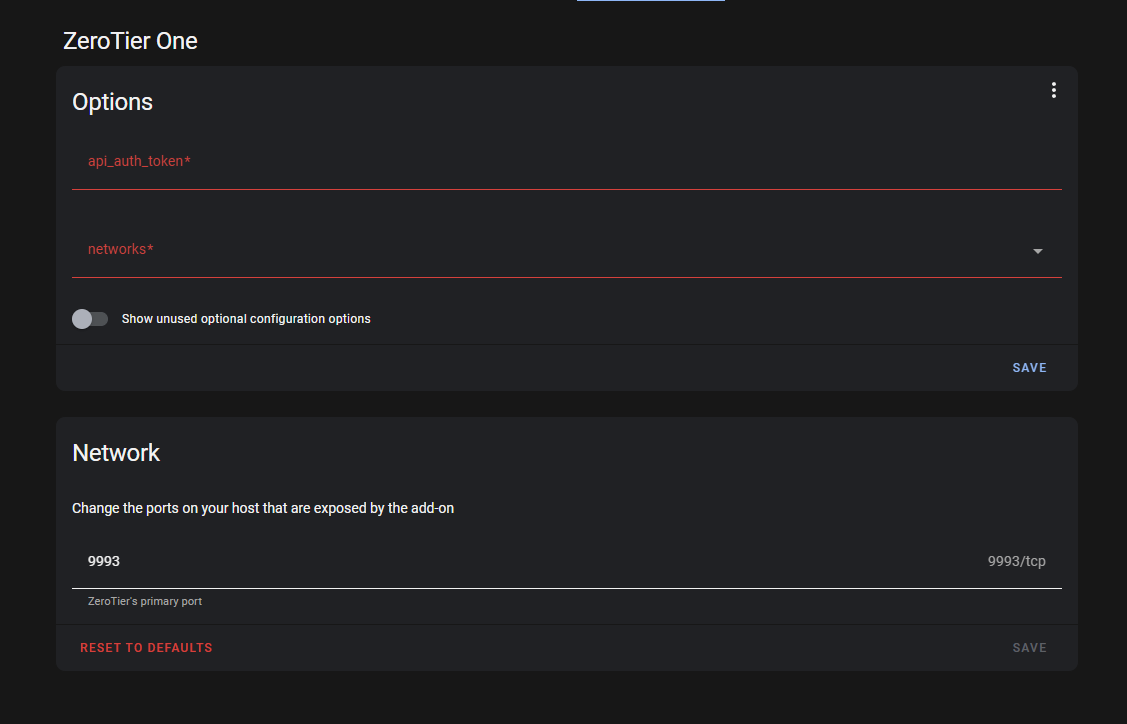 ZeroTier One
Options
api_auth_token*
networks*
Show unused optional configuration options
SAVE
Network
Change the ports on your host that are exposed by the add-on
9993 9993/tcp
ZeroTier's primary port
RESET TO DEFAULTS SAVE